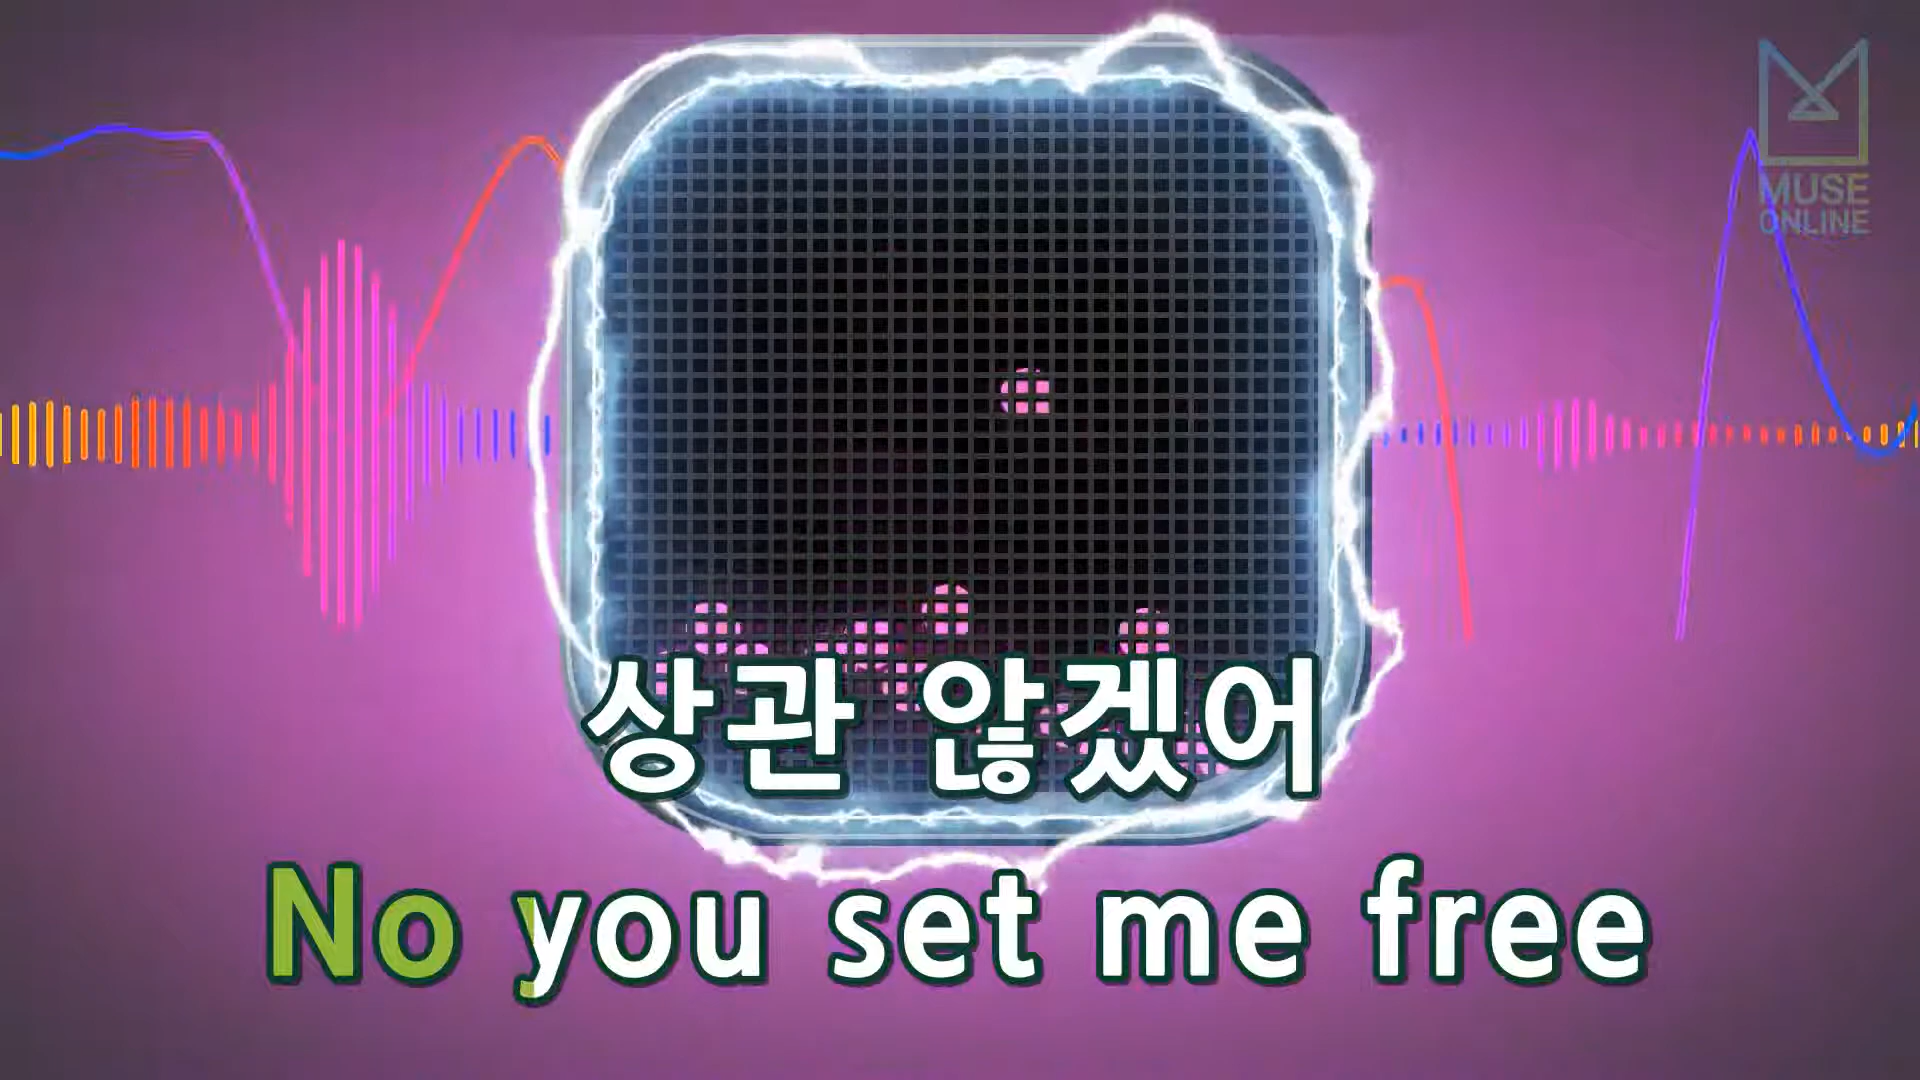 MUSE
ONLINE
상관 않겠어
No you set me free